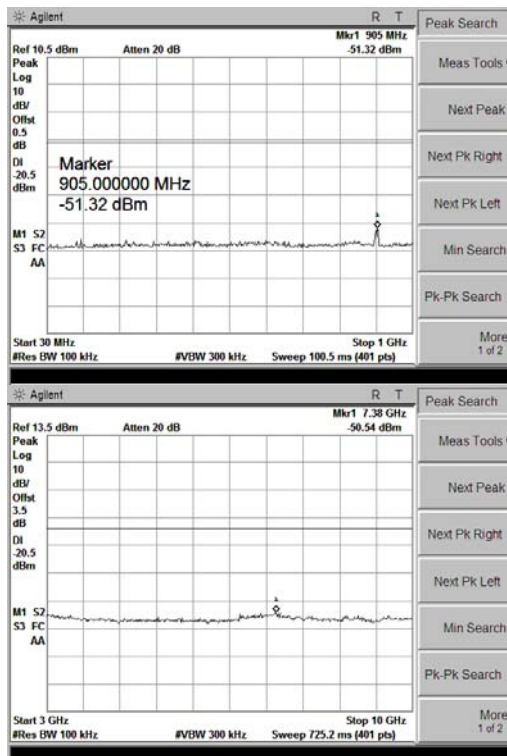 Agilent R T
Peak Search
Mkr1 905 MHz
Ref 10.5 dBm Atten 20 dB -51.32 dBm
Peak
Log
10
dB/
Offst
0.5
dB
DI
-20.5
dBm
Marker
905.000000 MHz
-51.32 dBm
1
M1 S2
S3 FC
AA
Start 30 MHz Stop 1 GHz
#Res BW 100 kHz #VBW 300 kHz Sweep 100.5 ms (401 pts)
Meas Tools
Next Peak
Next Pk Right
Next Pk Left
Min Search
Pk-Pk Search
More
1 of 2
Agilent R T
Peak Search
Mkr1 7.38 GHz
Ref 13.5 dBm Atten 20 dB -50.54 dBm
Peak
Log
10
dB/
Offst
3.5
dB
DI
-20.5
dBm
1
M1 S2
S3 FC
AA
Start 3 GHz Stop 10 GHz
#Res BW 100 kHz #VBW 300 kHz Sweep 725.2 ms (401 pts)
Meas Tools
Next Peak
Next Pk Right
Next Pk Left
Min Search
Pk-Pk Search
More
1 of 2